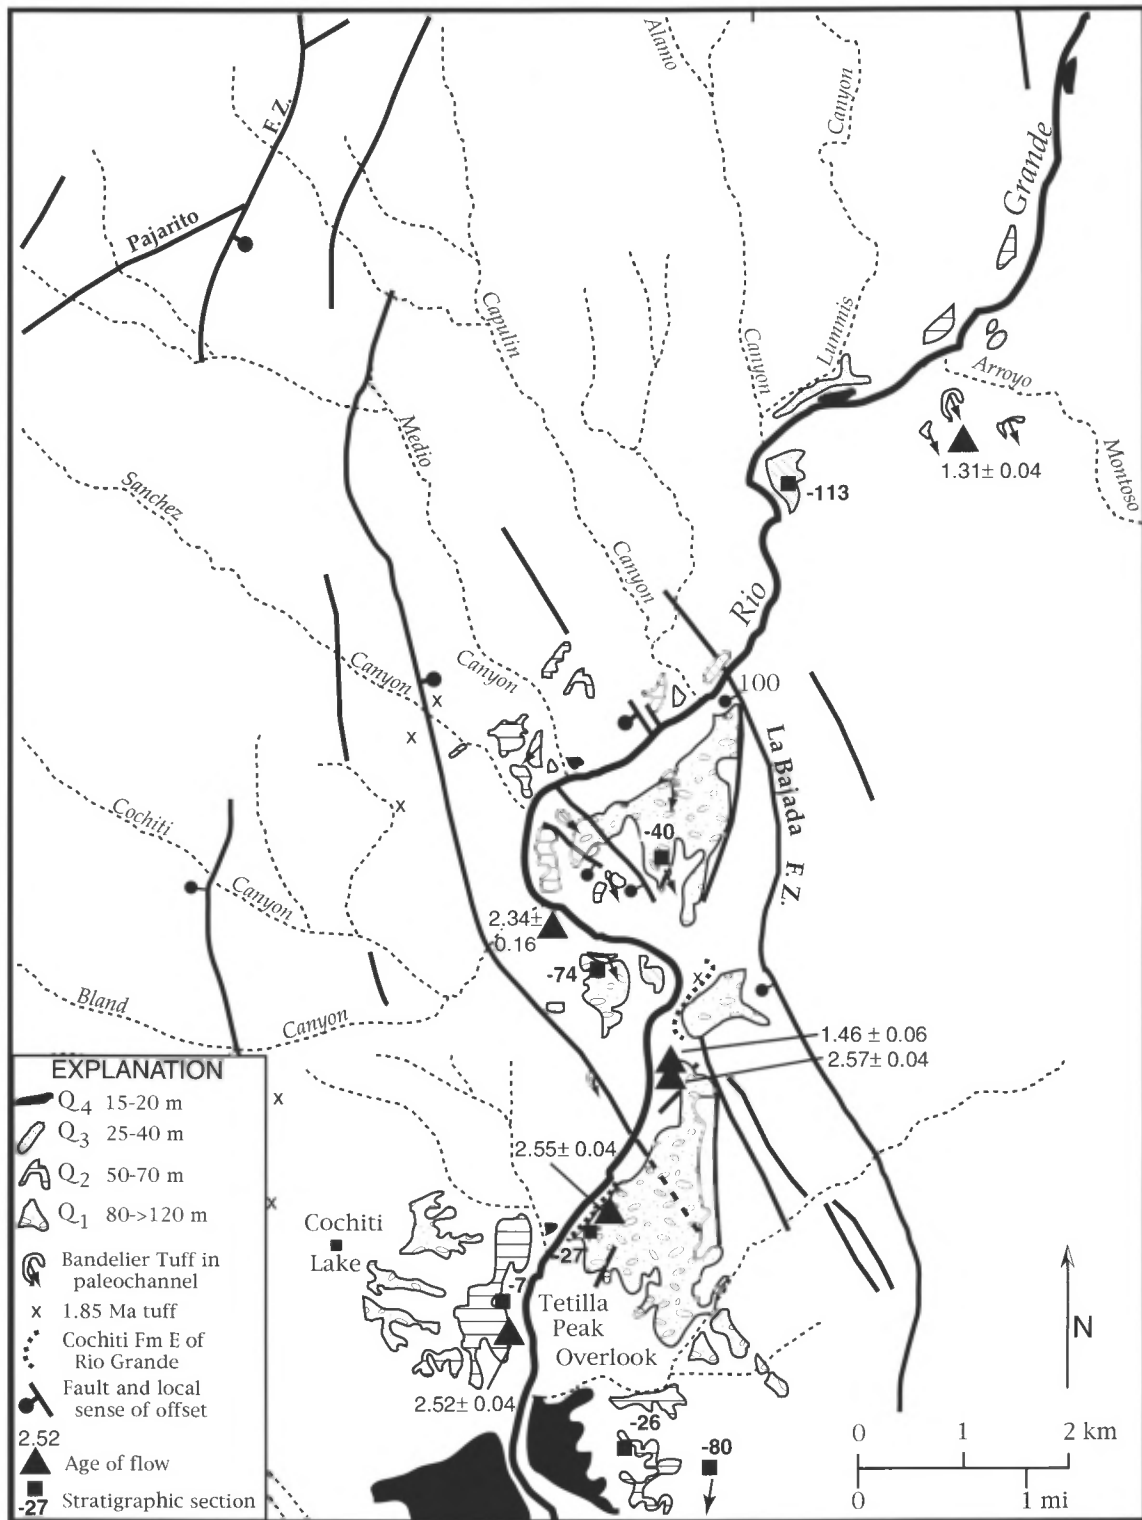 Alamo
Canyon
F. Z.
Grande
Pajarito
Capulin
Canyon
Lummis
Arroyo
Montoso
1.31± 0.04
Medio
Sanchez
-113
Canyon
Rio
Canyon
Canyon
100
La Bajada F.Z.
Cochiti
-40
Canyon
2.34±
0.16
-74
x
Bland
Canyon
1.46 ± 0.06
2.57± 0.04
2.55± 0.04
Cochiti
Lake
-27
-7
Tetilla
Peak
Overlook
2.52± 0.04
-26
-80
N
0 1 2 km
0 1 mi
EXPLANATION
Q4 15-20 m
Q3 25-40 m
Q2 50-70 m
Q1 80->120 m
Bandelier Tuff in
paleochannel
x 1.85 Ma tuff
Cochiti Fm E of
Rio Grande
Fault and local
sense of offset
2.52
Age of flow
-27 Stratigraphic section